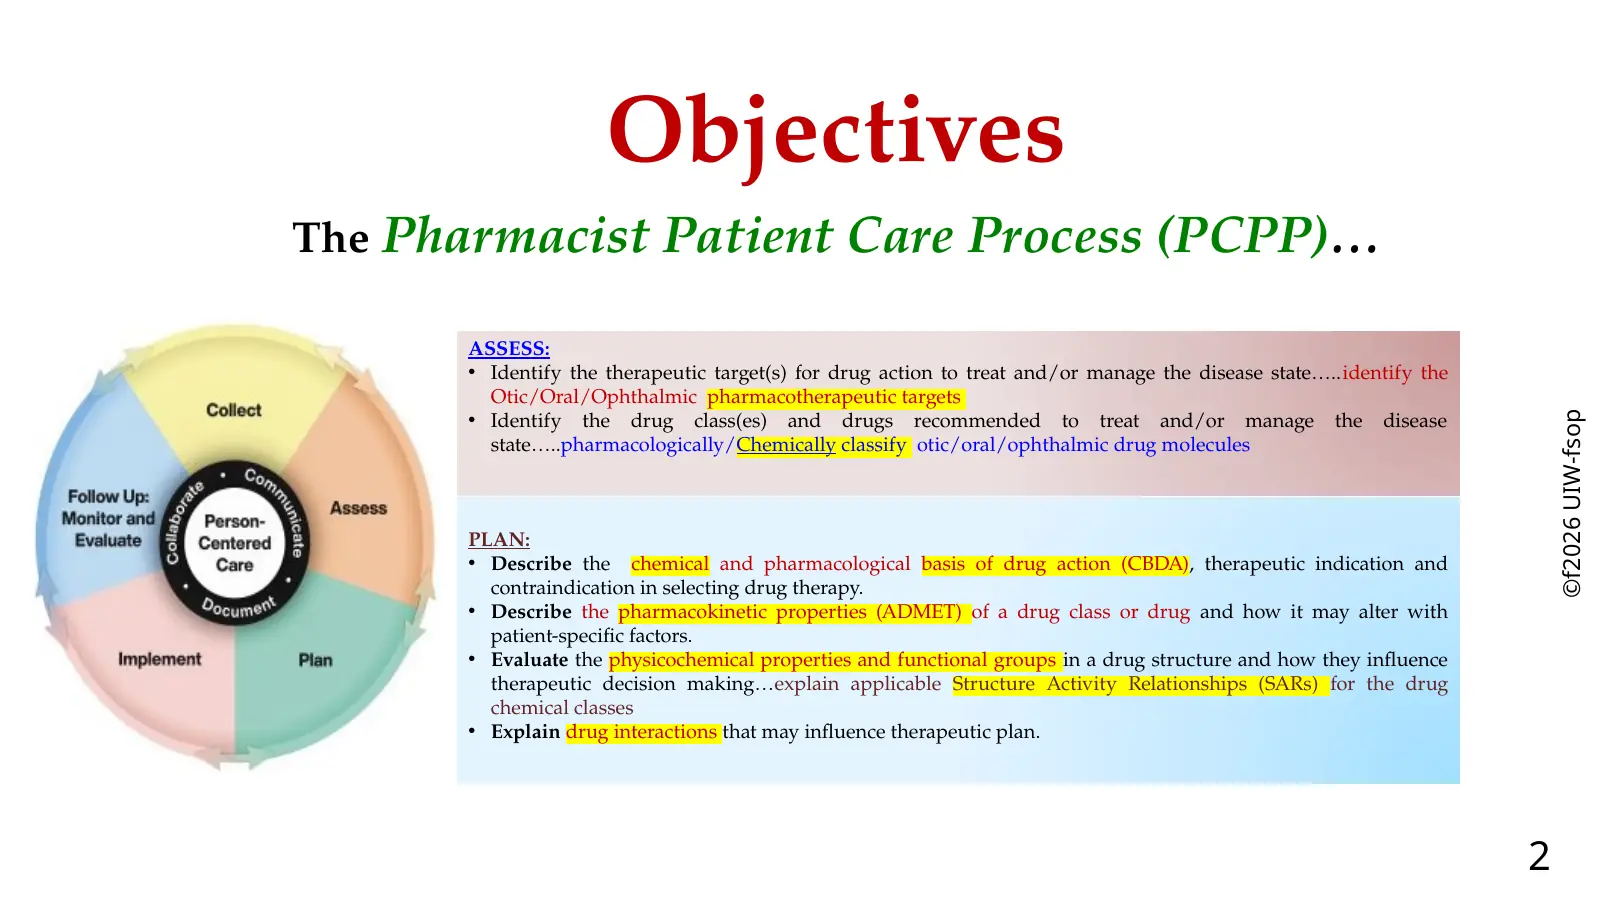 Objectives
The Pharmacist Patient Care Process (PCPP)…
Collect
Assess
Plan
Implement
Follow Up:
Monitor and
Evaluate
Collaborate • Communicate • Document •
Person-
Centered
Care
ASSESS:
• Identify the therapeutic target(s) for drug action to treat and/or manage the disease state…..identify the
Otic/Oral/Ophthalmic pharmacotherapeutic targets
• Identify the drug class(es) and drugs recommended to treat and/or manage the disease
state…..pharmacologically/Chemically classify otic/oral/ophthalmic drug molecules
PLAN:
• Describe the chemical and pharmacological basis of drug action (CBDA), therapeutic indication and
contraindication in selecting drug therapy.
• Describe the pharmacokinetic properties (ADMET) of a drug class or drug and how it may alter with
patient-specific factors.
• Evaluate the physicochemical properties and functional groups in a drug structure and how they influence
therapeutic decision making…explain applicable Structure Activity Relationships (SARs) for the drug
chemical classes
• Explain drug interactions that may influence therapeutic plan.
©f2026 UIW-fsop
2